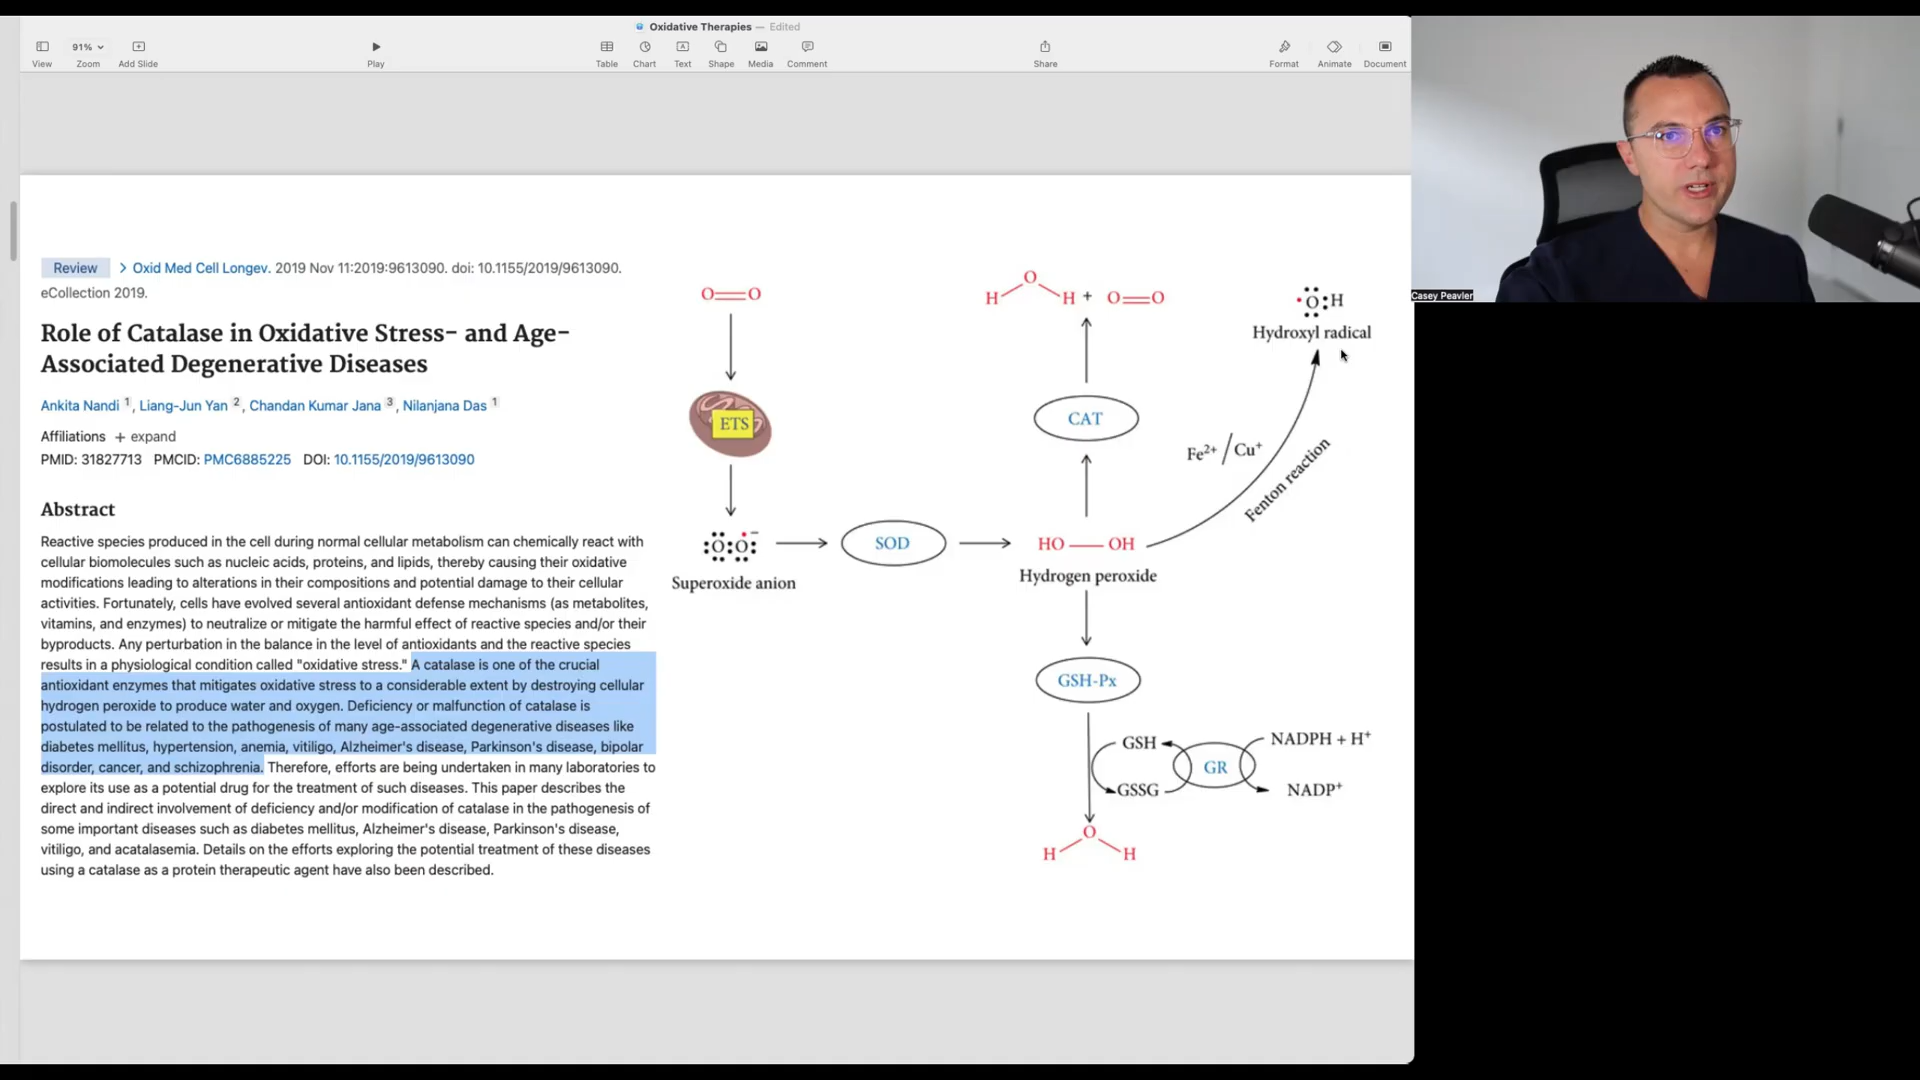 Oxidative Therapies — Edited
91%
View
Zoom
Add Slide
Play
Table
Chart
Text
Shape
Media
Comment
Share
Format
Animate
Document
Casey Peavler
Review > Oxid Med Cell Longev. 2019 Nov 11:2019:9613090. doi: 10.1155/2019/9613090.
eCollection 2019.
Role of Catalase in Oxidative Stress- and Age-
Associated Degenerative Diseases
Ankita Nandi 1, Liang-Jun Yan 2, Chandan Kumar Jana 3, Nilanjana Das 1
Affiliations + expand
PMID: 31827713 PMCID: PMC6885225 DOI: 10.1155/2019/9613090
Abstract
Reactive species produced in the cell during normal cellular metabolism can chemically react with
cellular biomolecules such as nucleic acids, proteins, and lipids, thereby causing their oxidative
modifications leading to alterations in their compositions and potential damage to their cellular
activities. Fortunately, cells have evolved several antioxidant defense mechanisms (as metabolites,
vitamins, and enzymes) to neutralize or mitigate the harmful effect of reactive species and/or their
byproducts. Any perturbation in the balance in the level of antioxidants and the reactive species
results in a physiological condition called "oxidative stress." A catalase is one of the crucial
antioxidant enzymes that mitigates oxidative stress to a considerable extent by destroying cellular
hydrogen peroxide to produce water and oxygen. Deficiency or malfunction of catalase is
postulated to be related to the pathogenesis of many age-associated degenerative diseases like
diabetes mellitus, hypertension, anemia, vitiligo, Alzheimer's disease, Parkinson's disease, bipolar
disorder, cancer, and schizophrenia. Therefore, efforts are being undertaken in many laboratories to
explore its use as a potential drug for the treatment of such diseases. This paper describes the
direct and indirect involvement of deficiency and/or modification of catalase in the pathogenesis of
some important diseases such as diabetes mellitus, Alzheimer's disease, Parkinson's disease,
vitiligo, and acatalasemia. Details on the efforts exploring the potential treatment of these diseases
using a catalase as a protein therapeutic agent have also been described.
O=O
ETS
:O:O:−
Superoxide anion
SOD
HO—OH
Hydrogen peroxide
CAT
H O H + O=O
Fe2+ / Cu+
Fenton reaction
·O:H
Hydroxyl radical
GSH-Px
GSH
GSSG
GR
NADPH + H+
NADP+
H O H